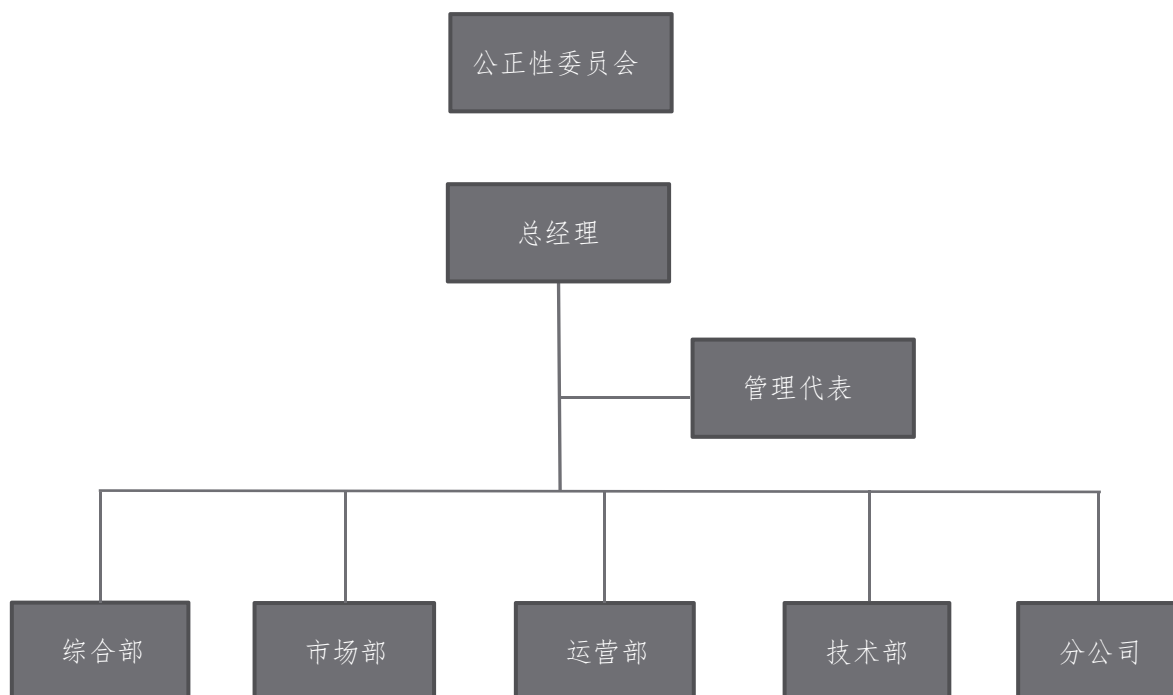 公正性委员会
总经理
管理代表
综合部
市场部
运营部
技术部
分公司